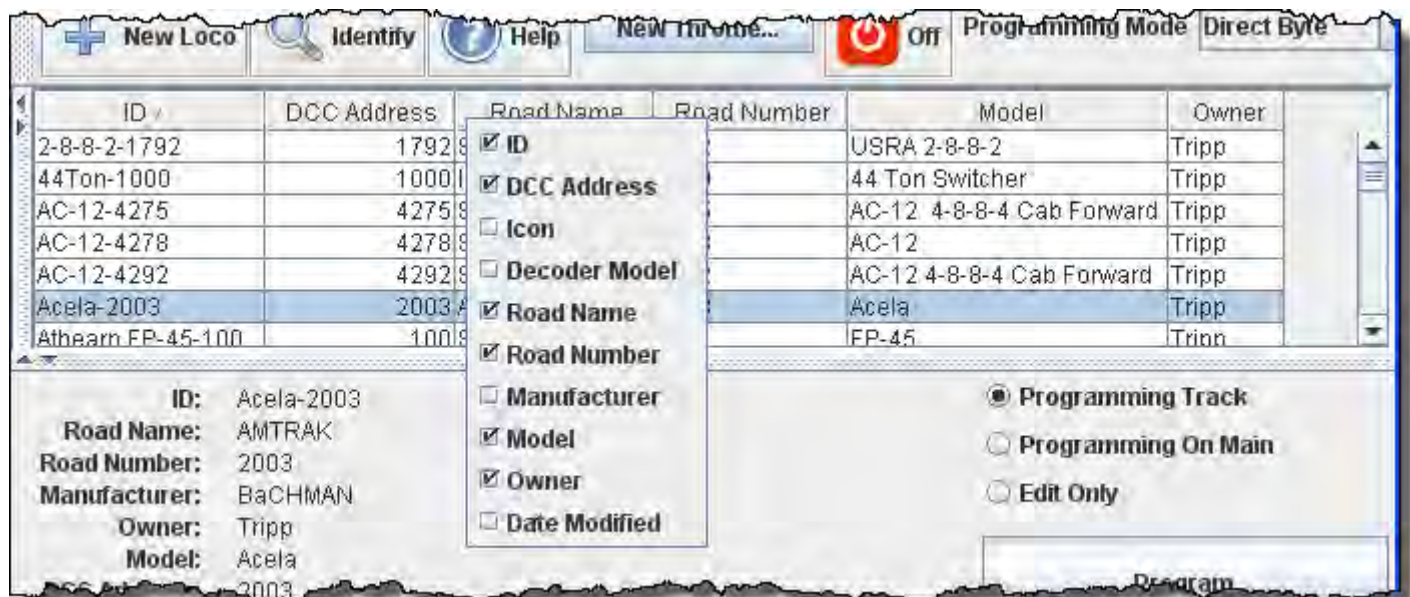 New Loco Identify Help New Throttle... Off Programming Mode Direct Byte
ID DCC Address Road Name Road Number Model Owner
2-8-8-2-1792 1792 S USRA 2-8-8-2 Tripp
44Ton-1000 1000 44 Ton Switcher Tripp
AC-12-4275 4275 S AC-12 4-8-8-4 Cab Forward Tripp
AC-12-4278 4278 S AC-12 Tripp
AC-12-4292 4292 S AC-12 4-8-8-4 Cab Forward Tripp
Acela-2003 2003 A Acela Tripp
Athearn FP-45-100 100 S FP-45 Tripp
ID
DCC Address
Icon
Decoder Model
Road Name
Road Number
Manufacturer
Model
Owner
Date Modified
ID: Acela-2003
Road Name: AMTRAK
Road Number: 2003
Manufacturer: BaCHMAN
Owner: Tripp
Model: Acela
2003
Programming Track
Programming On Main
Edit Only
Program